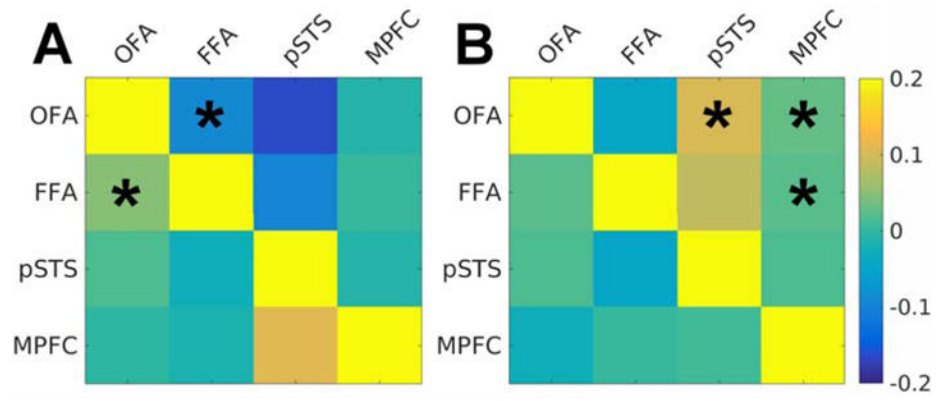 A OFA FFA pSTS MPFC B OFA FFA pSTS MPFC
0.2
OFA * OFA * *
0.1
FFA * FFA *
0
pSTS pSTS
-0.1
MPFC MPFC
-0.2